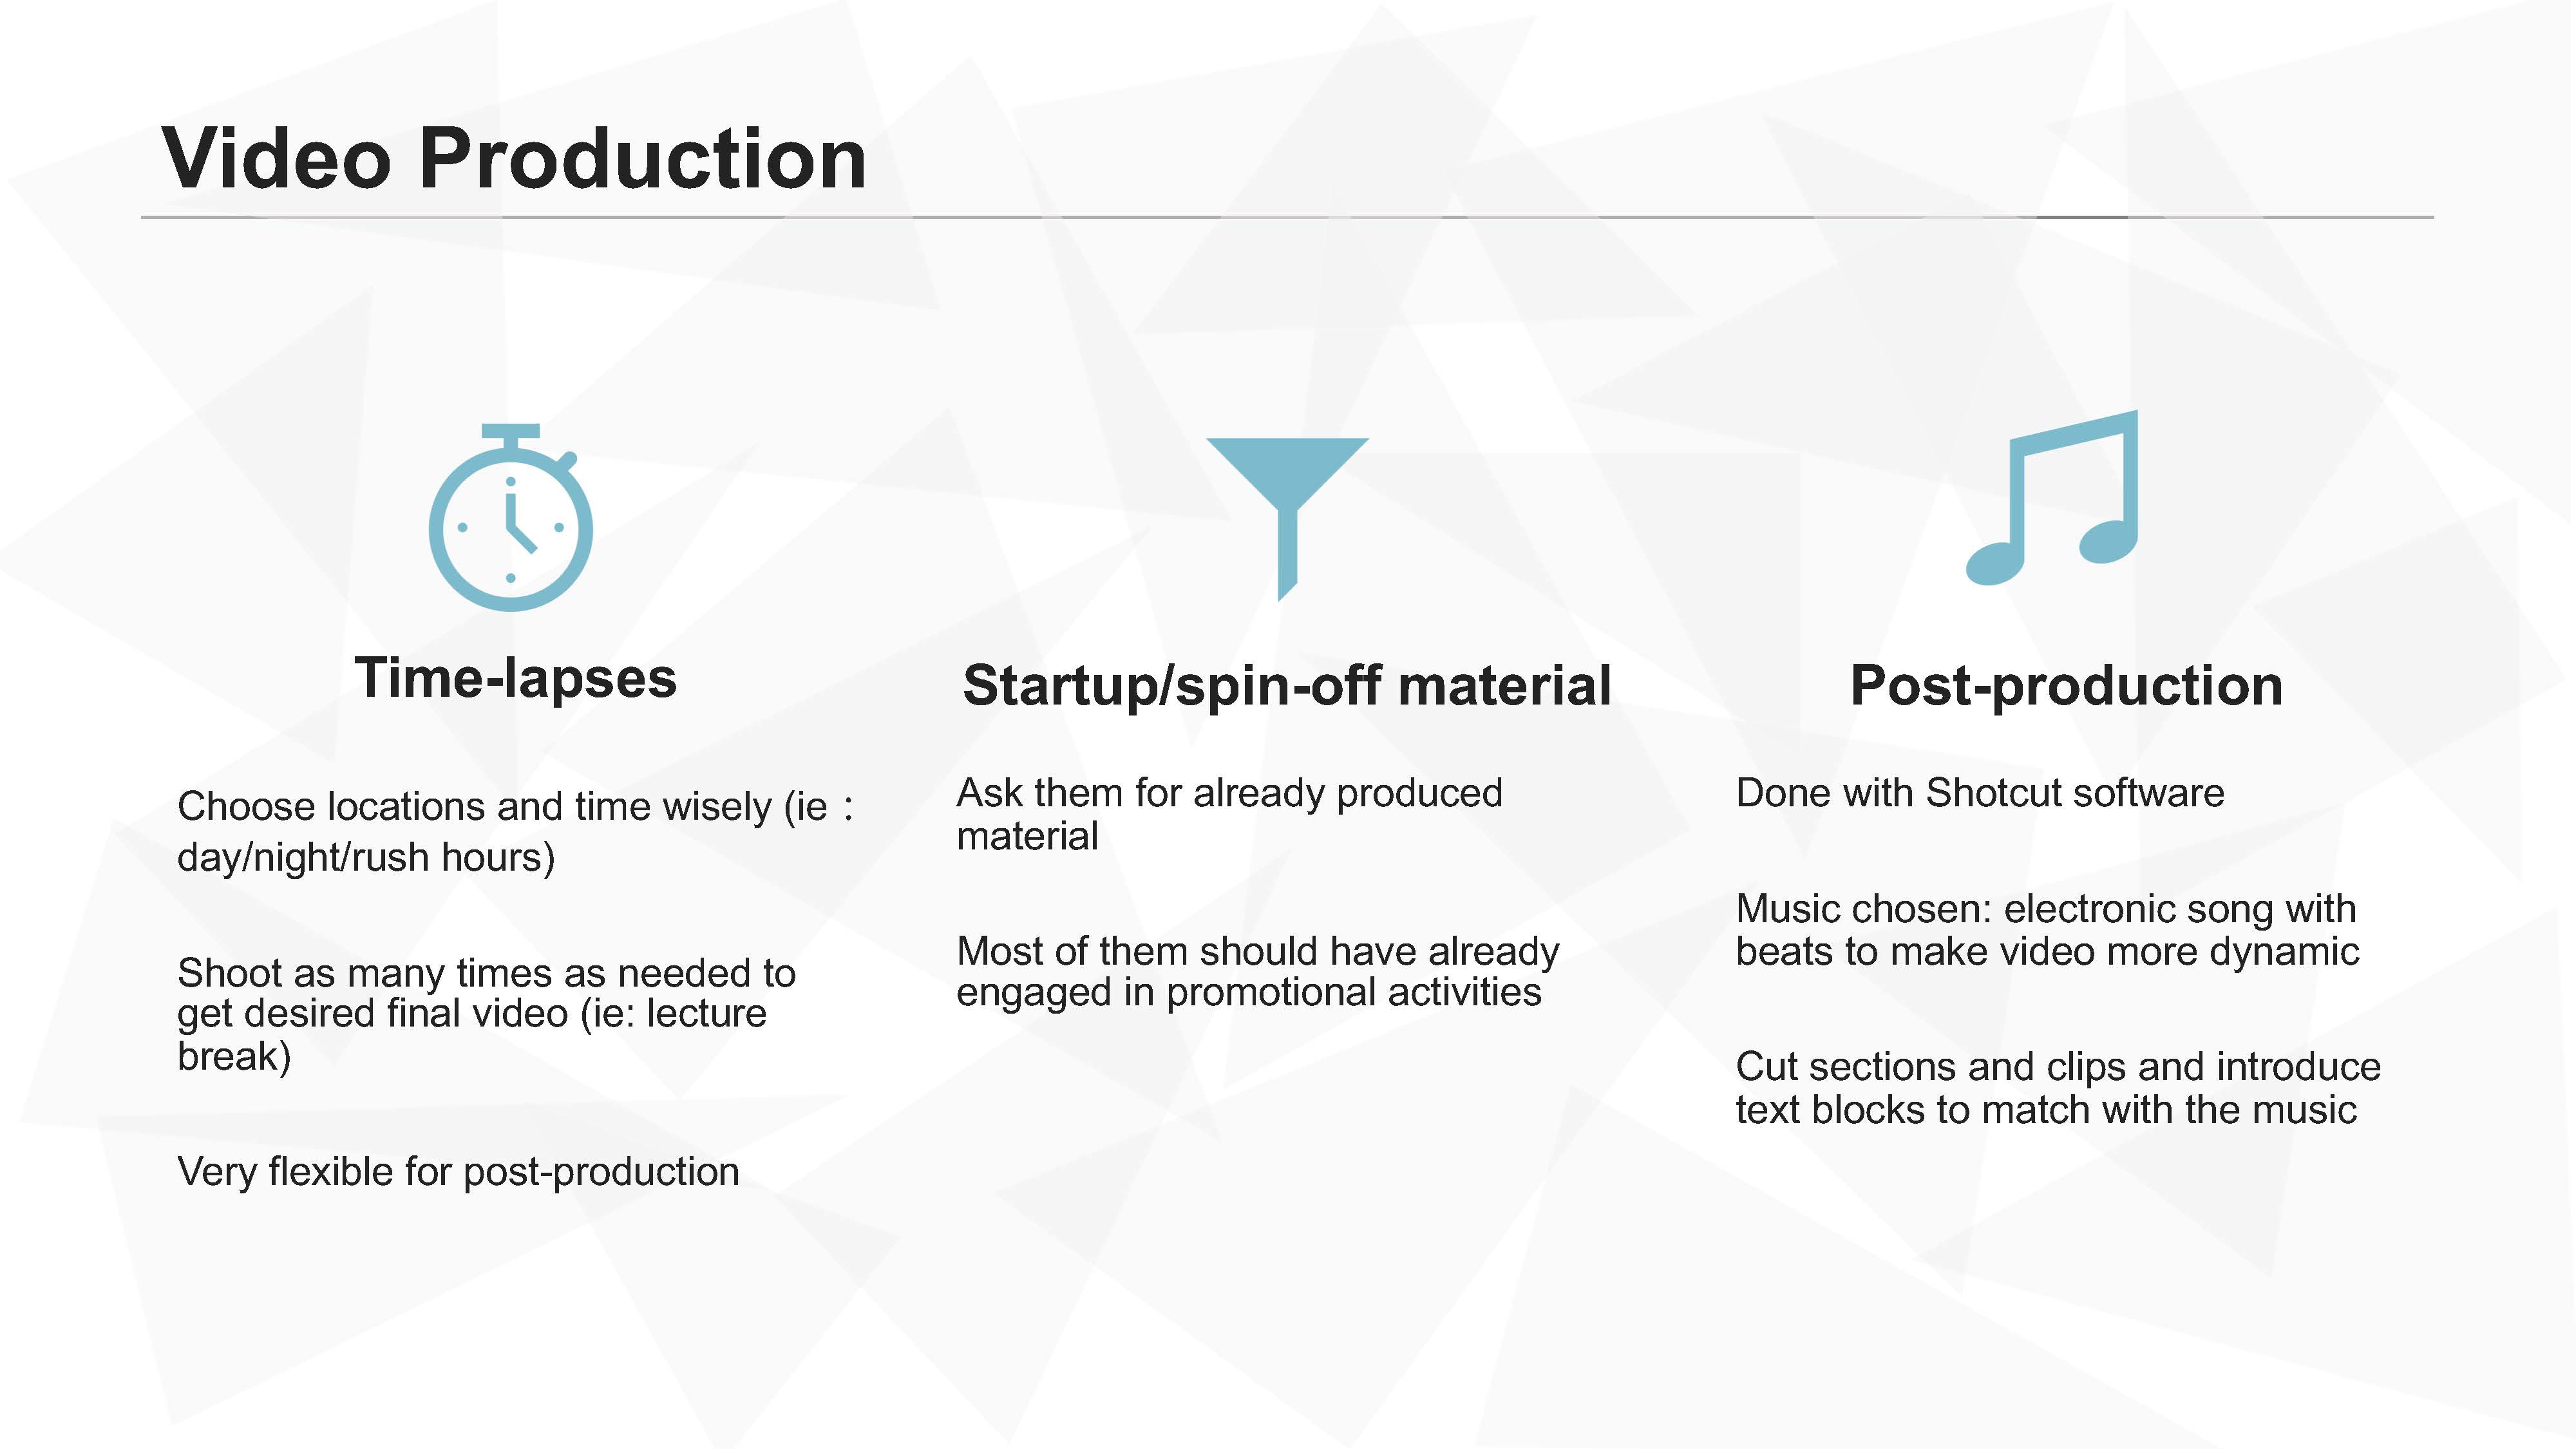 Video Production
Time-lapses
Choose locations and time wisely (ie：
day/night/rush hours)
Shoot as many times as needed to
get desired final video (ie: lecture
break)
Very flexible for post-production
Startup/spin-off material
Ask them for already produced
material
Most of them should have already
engaged in promotional activities
Post-production
Done with Shotcut software
Music chosen: electronic song with
beats to make video more dynamic
Cut sections and clips and introduce
text blocks to match with the music